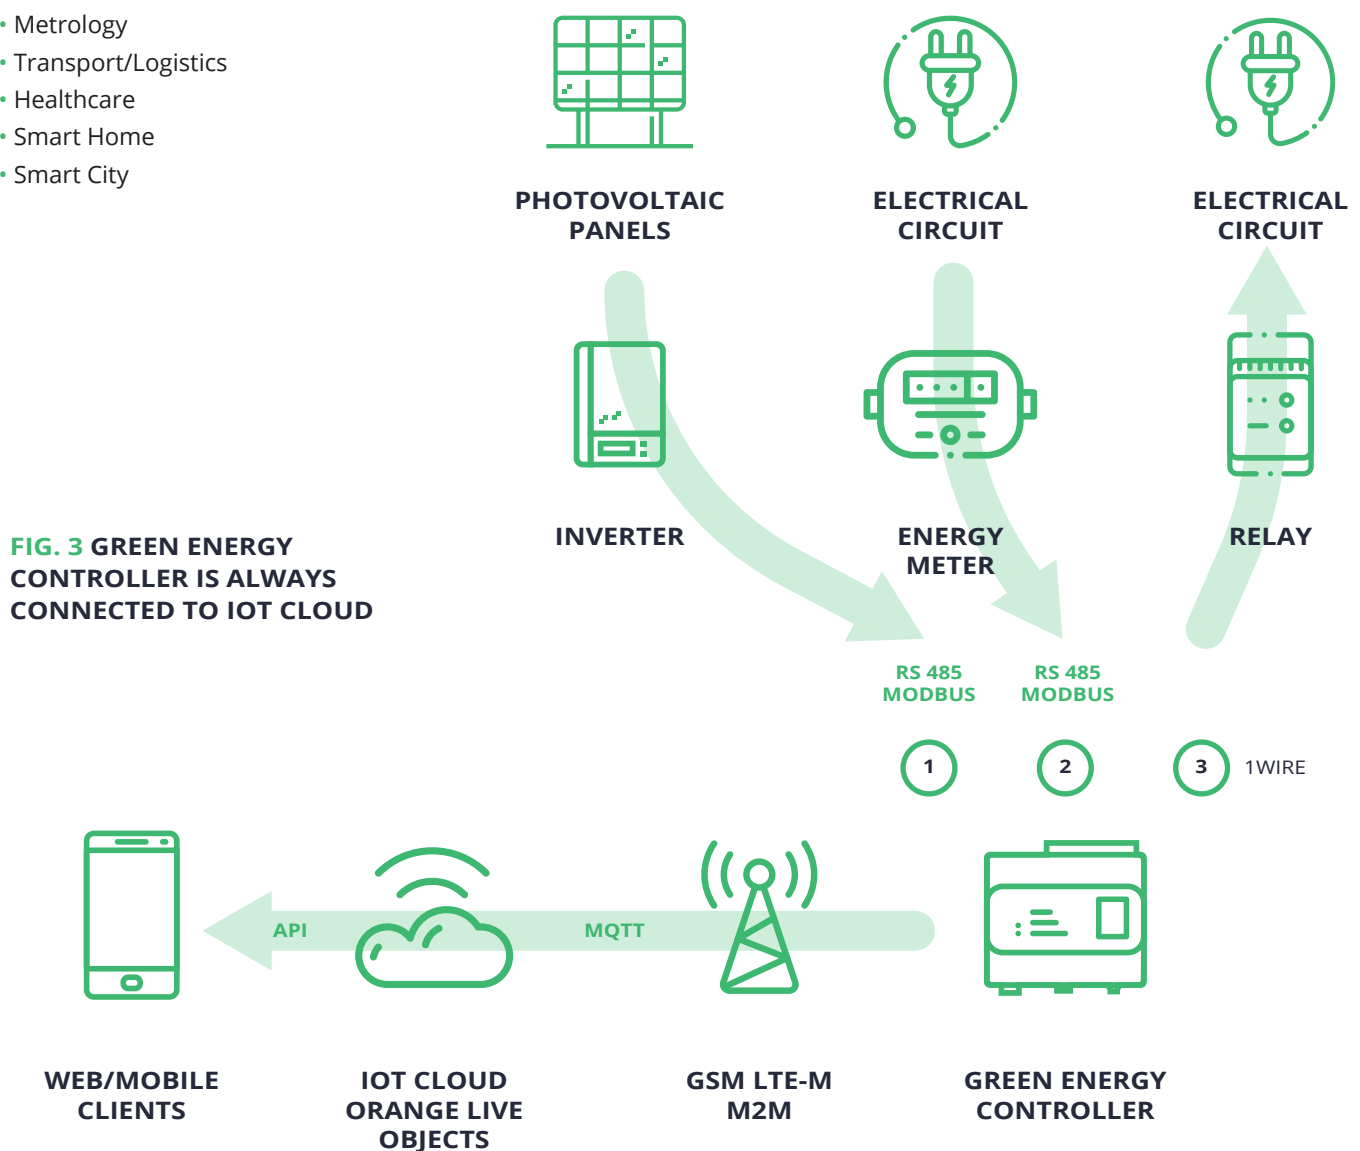 • Metrology
• Transport/Logistics
• Healthcare
• Smart Home
• Smart City
PHOTOVOLTAIC
PANELS
ELECTRICAL
CIRCUIT
ELECTRICAL
CIRCUIT
INVERTER
ENERGY
METER
RELAY
FIG. 3 GREEN ENERGY
CONTROLLER IS ALWAYS
CONNECTED TO IOT CLOUD
RS 485
MODBUS
RS 485
MODBUS
1
2
3
1WIRE
API
MQTT
WEB/MOBILE
CLIENTS
IOT CLOUD
ORANGE LIVE
OBJECTS
GSM LTE-M
M2M
GREEN ENERGY
CONTROLLER